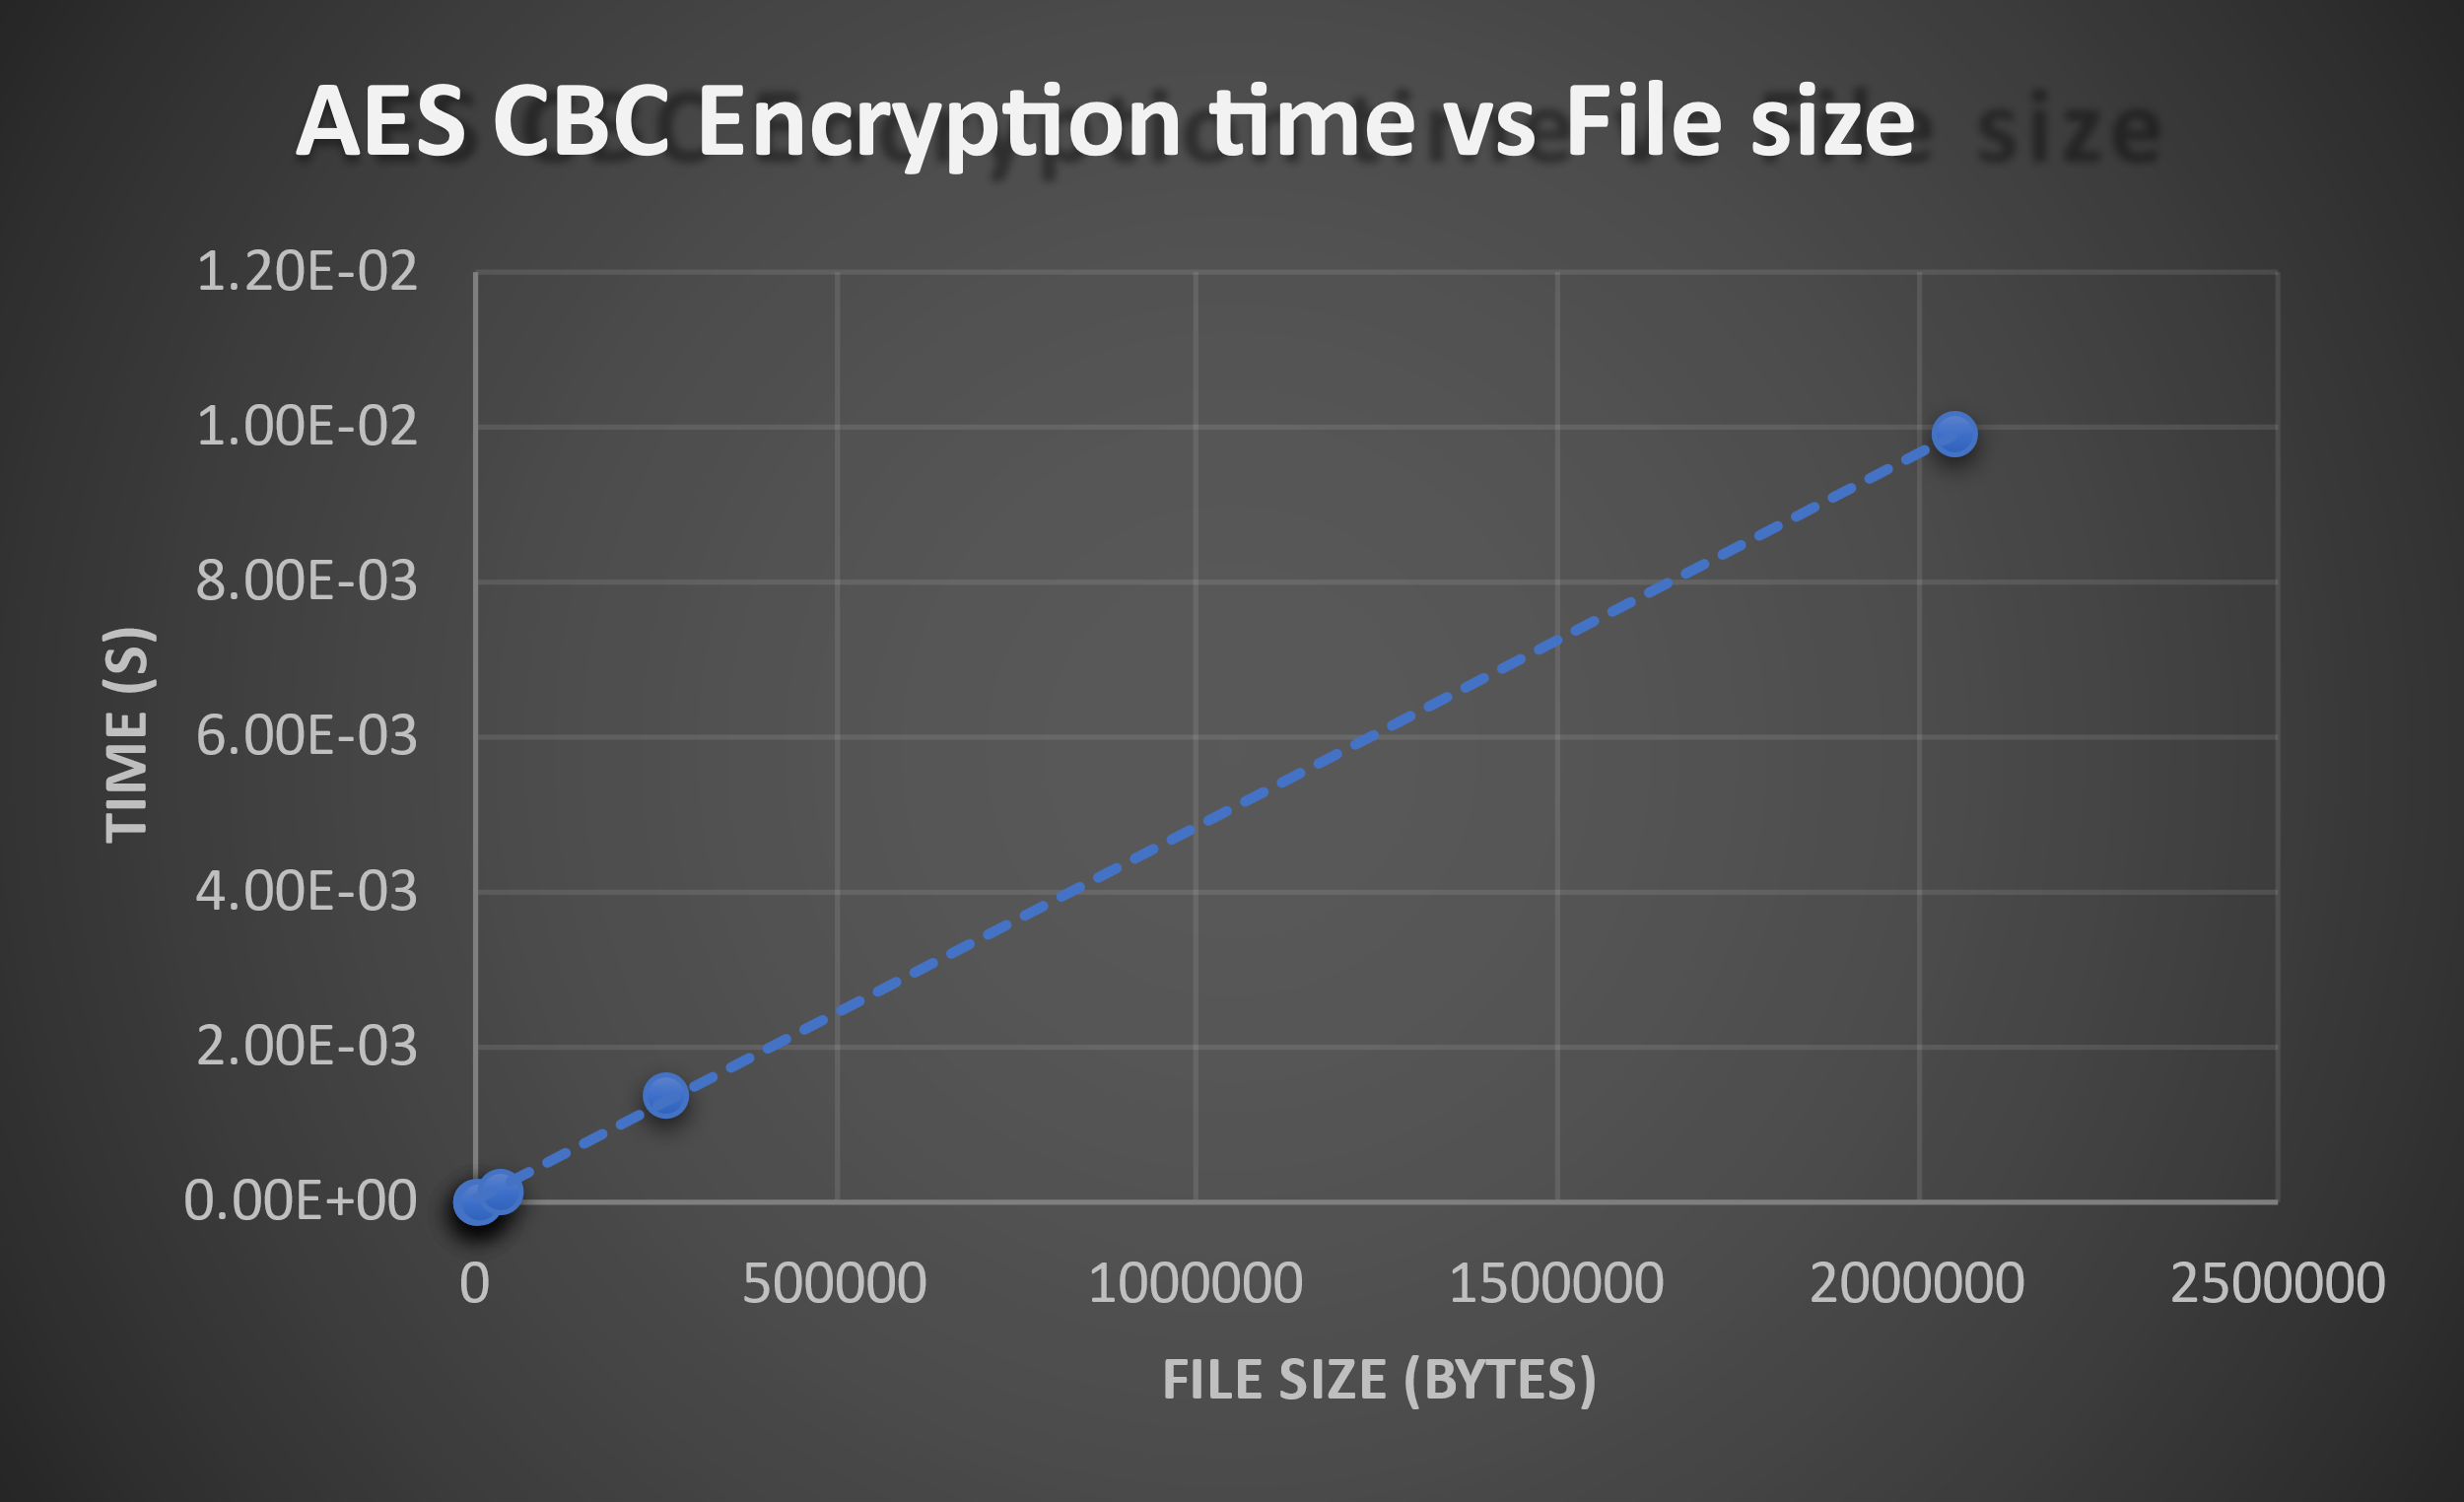 AES CBC Encryption time vs File size
1.20E-02
1.00E-02
8.00E-03
6.00E-03
4.00E-03
2.00E-03
0.00E+00
TIME (S)
0 500000 1000000 1500000 2000000 2500000
FILE SIZE (BYTES)